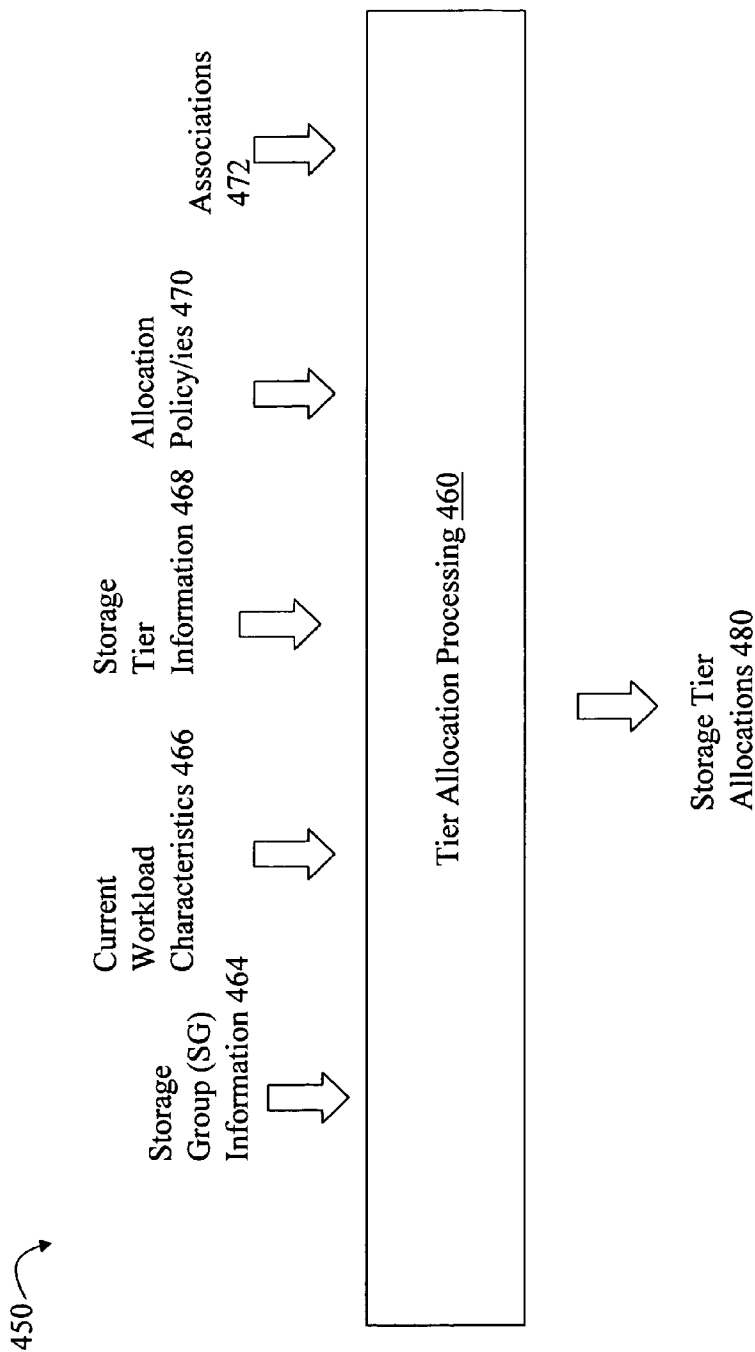 450
Storage
Group (SG)
Information 464
Current
Workload
Characteristics 466
Storage
Tier
Information 468
Allocation
Policy/ies 470
Associations
472
Tier Allocation Processing 460
Storage Tier
Allocations 480